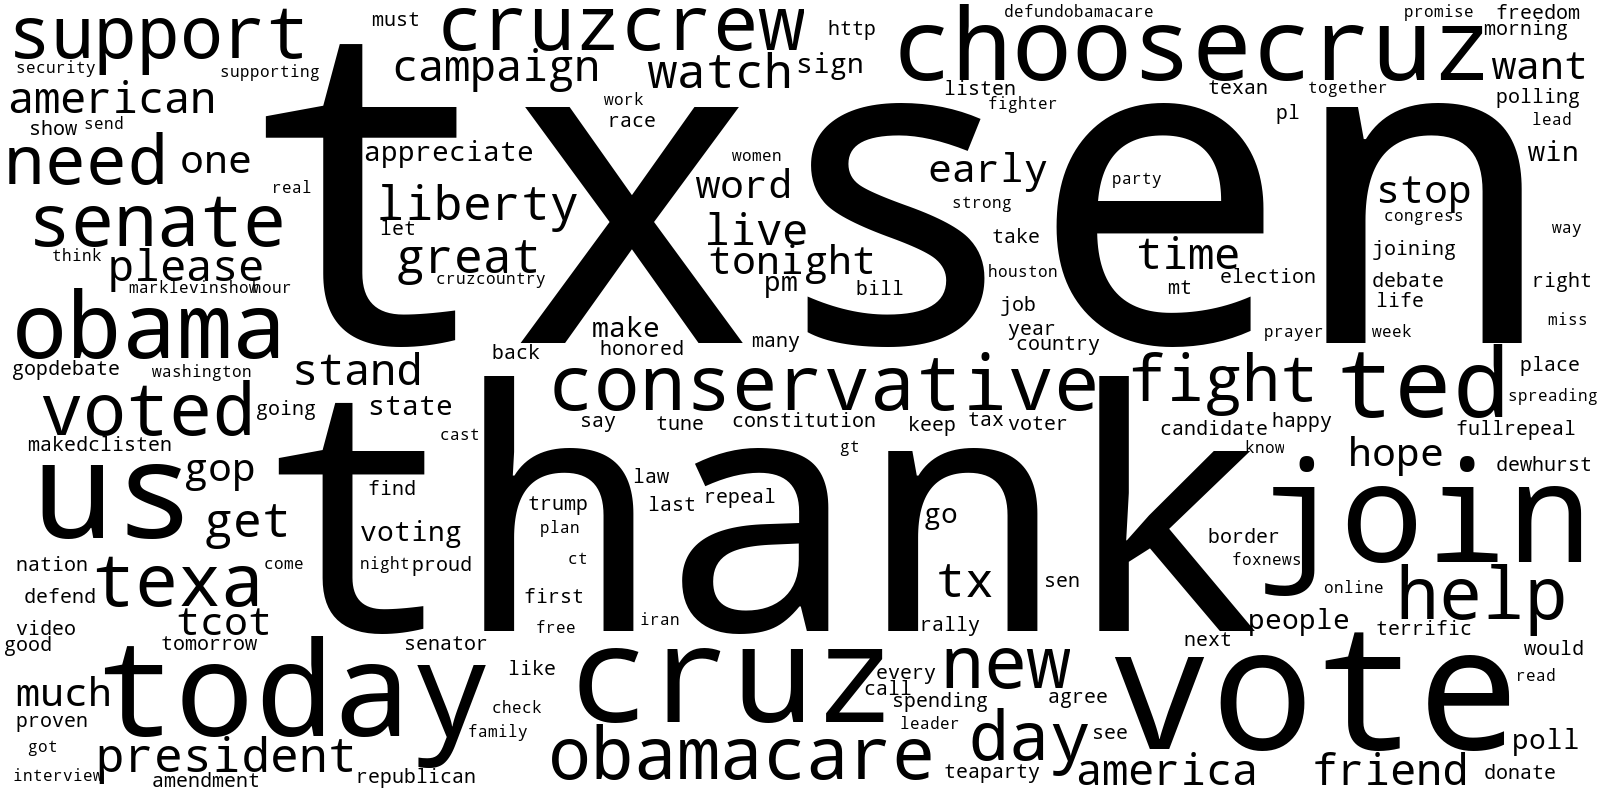 must cruzcrew http defundobamacare promise freedom
support security supporting campaign watch sign choosecruz morning
american listen texan together want
show send work race fighter pl polling lead
need one txsen win
appreciate women early party stop
real liberty word strong congress
senate let live take way
think great tonight time joining
please cruzcountry pm bill houston election debate right
marklevinshow hour job mt life
obama make many year prayer week miss
gopdebate washington back honored country
stand conservative fight ted place
voted going state spreading
makedclisten cast say tune constitution keep tax voter candidate happy fullrepeal
us gop thank gt know hope dewhurst
find law last repeal join
get voting trump plan go border
nation come night proud ct tx sen foxnews online
defend texa first help
video tcot free iran rally people terrific
good tomorrow senator next would
today like cruz every new vote read
much check call spending agree
proven family leader day see
got president obamacare poll
interview amendment republican teaparty america friend donate